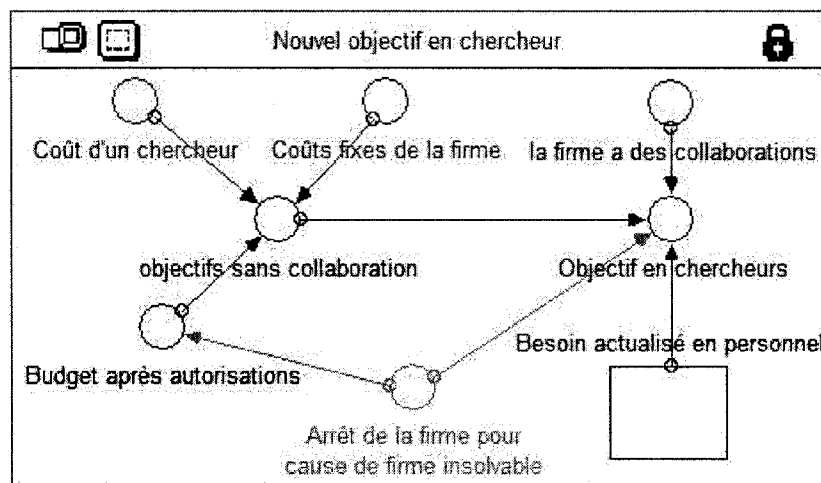 Nouvel objectif en chercheur
Coût d'un chercheur
Coûts fixes de la firme
la firme a des collaborations
objectifs sans collaboration
Objectif en chercheurs
Budget après autorisations
Besoin actualisé en personnel
Arrêt de la firme pour
cause de firme insolvable